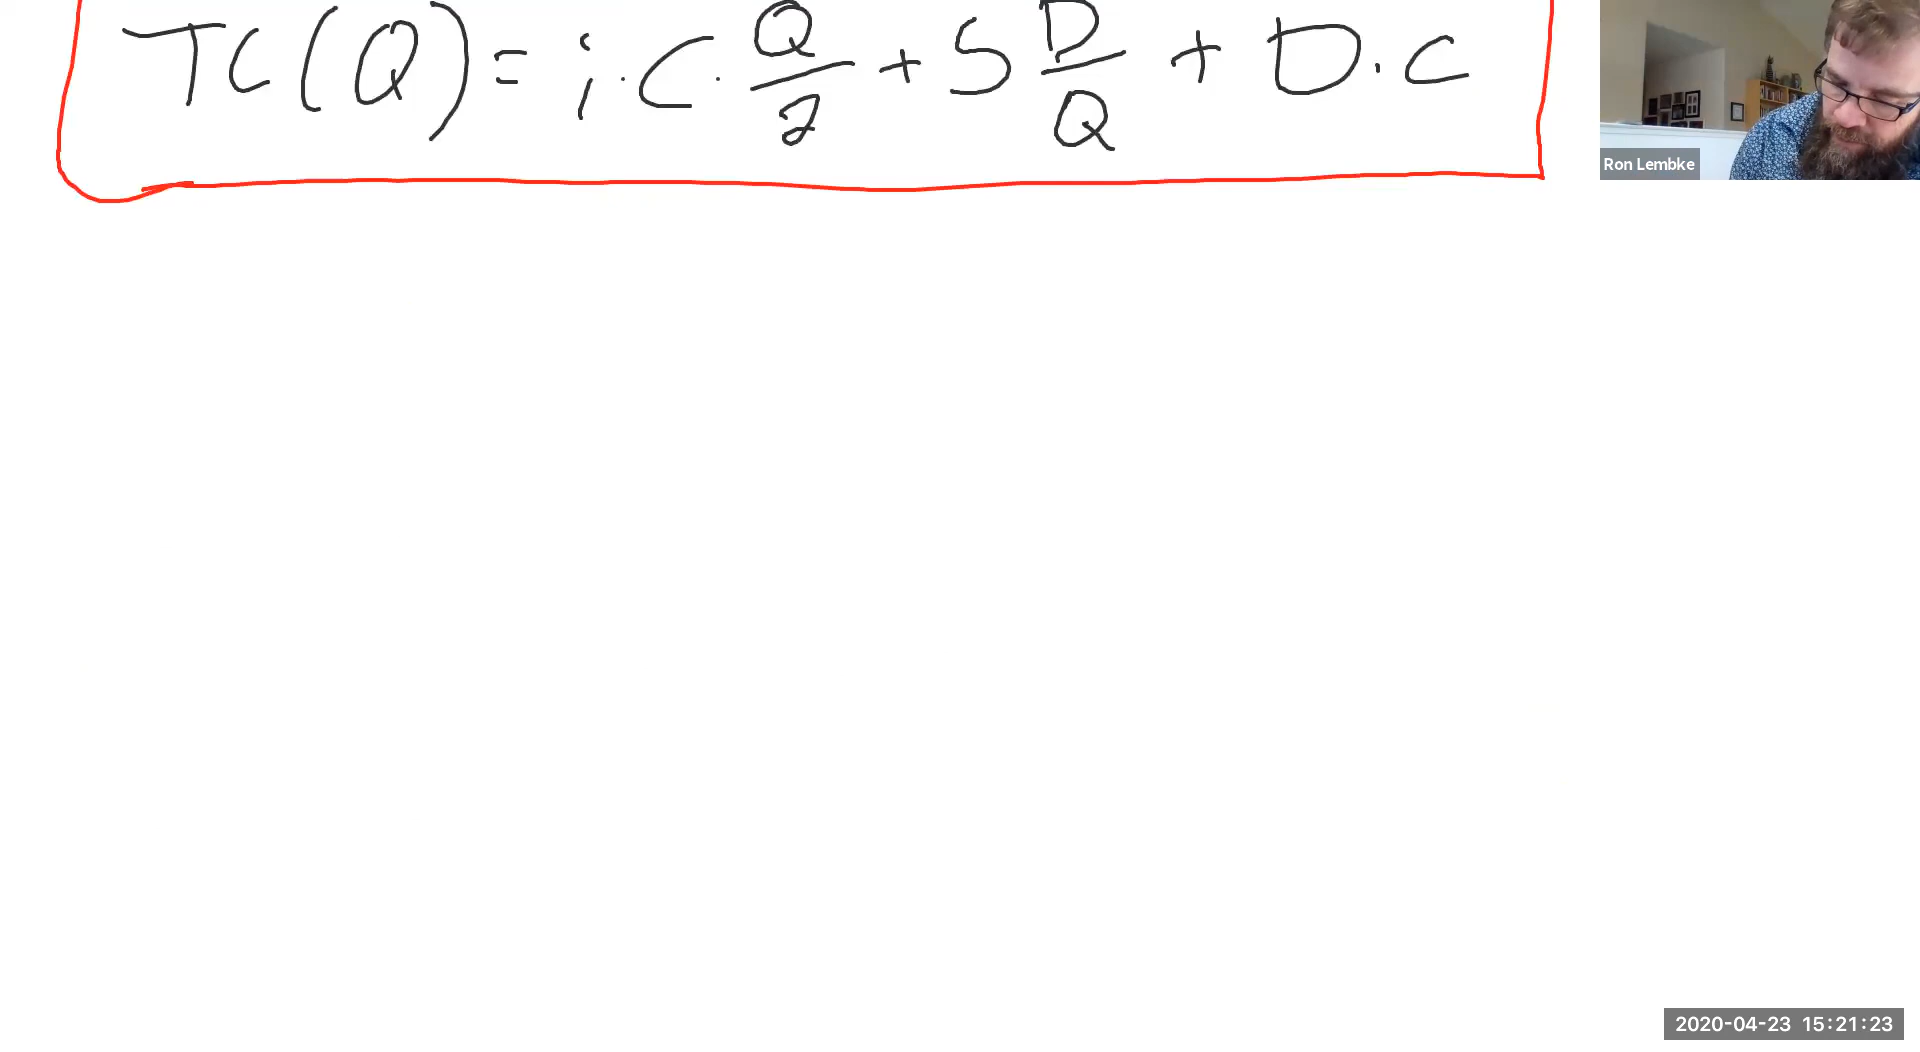 TC(Q) = i · C · Q/2 + S D/Q + D · C
Ron Lembke
2020-04-23 15:21:23